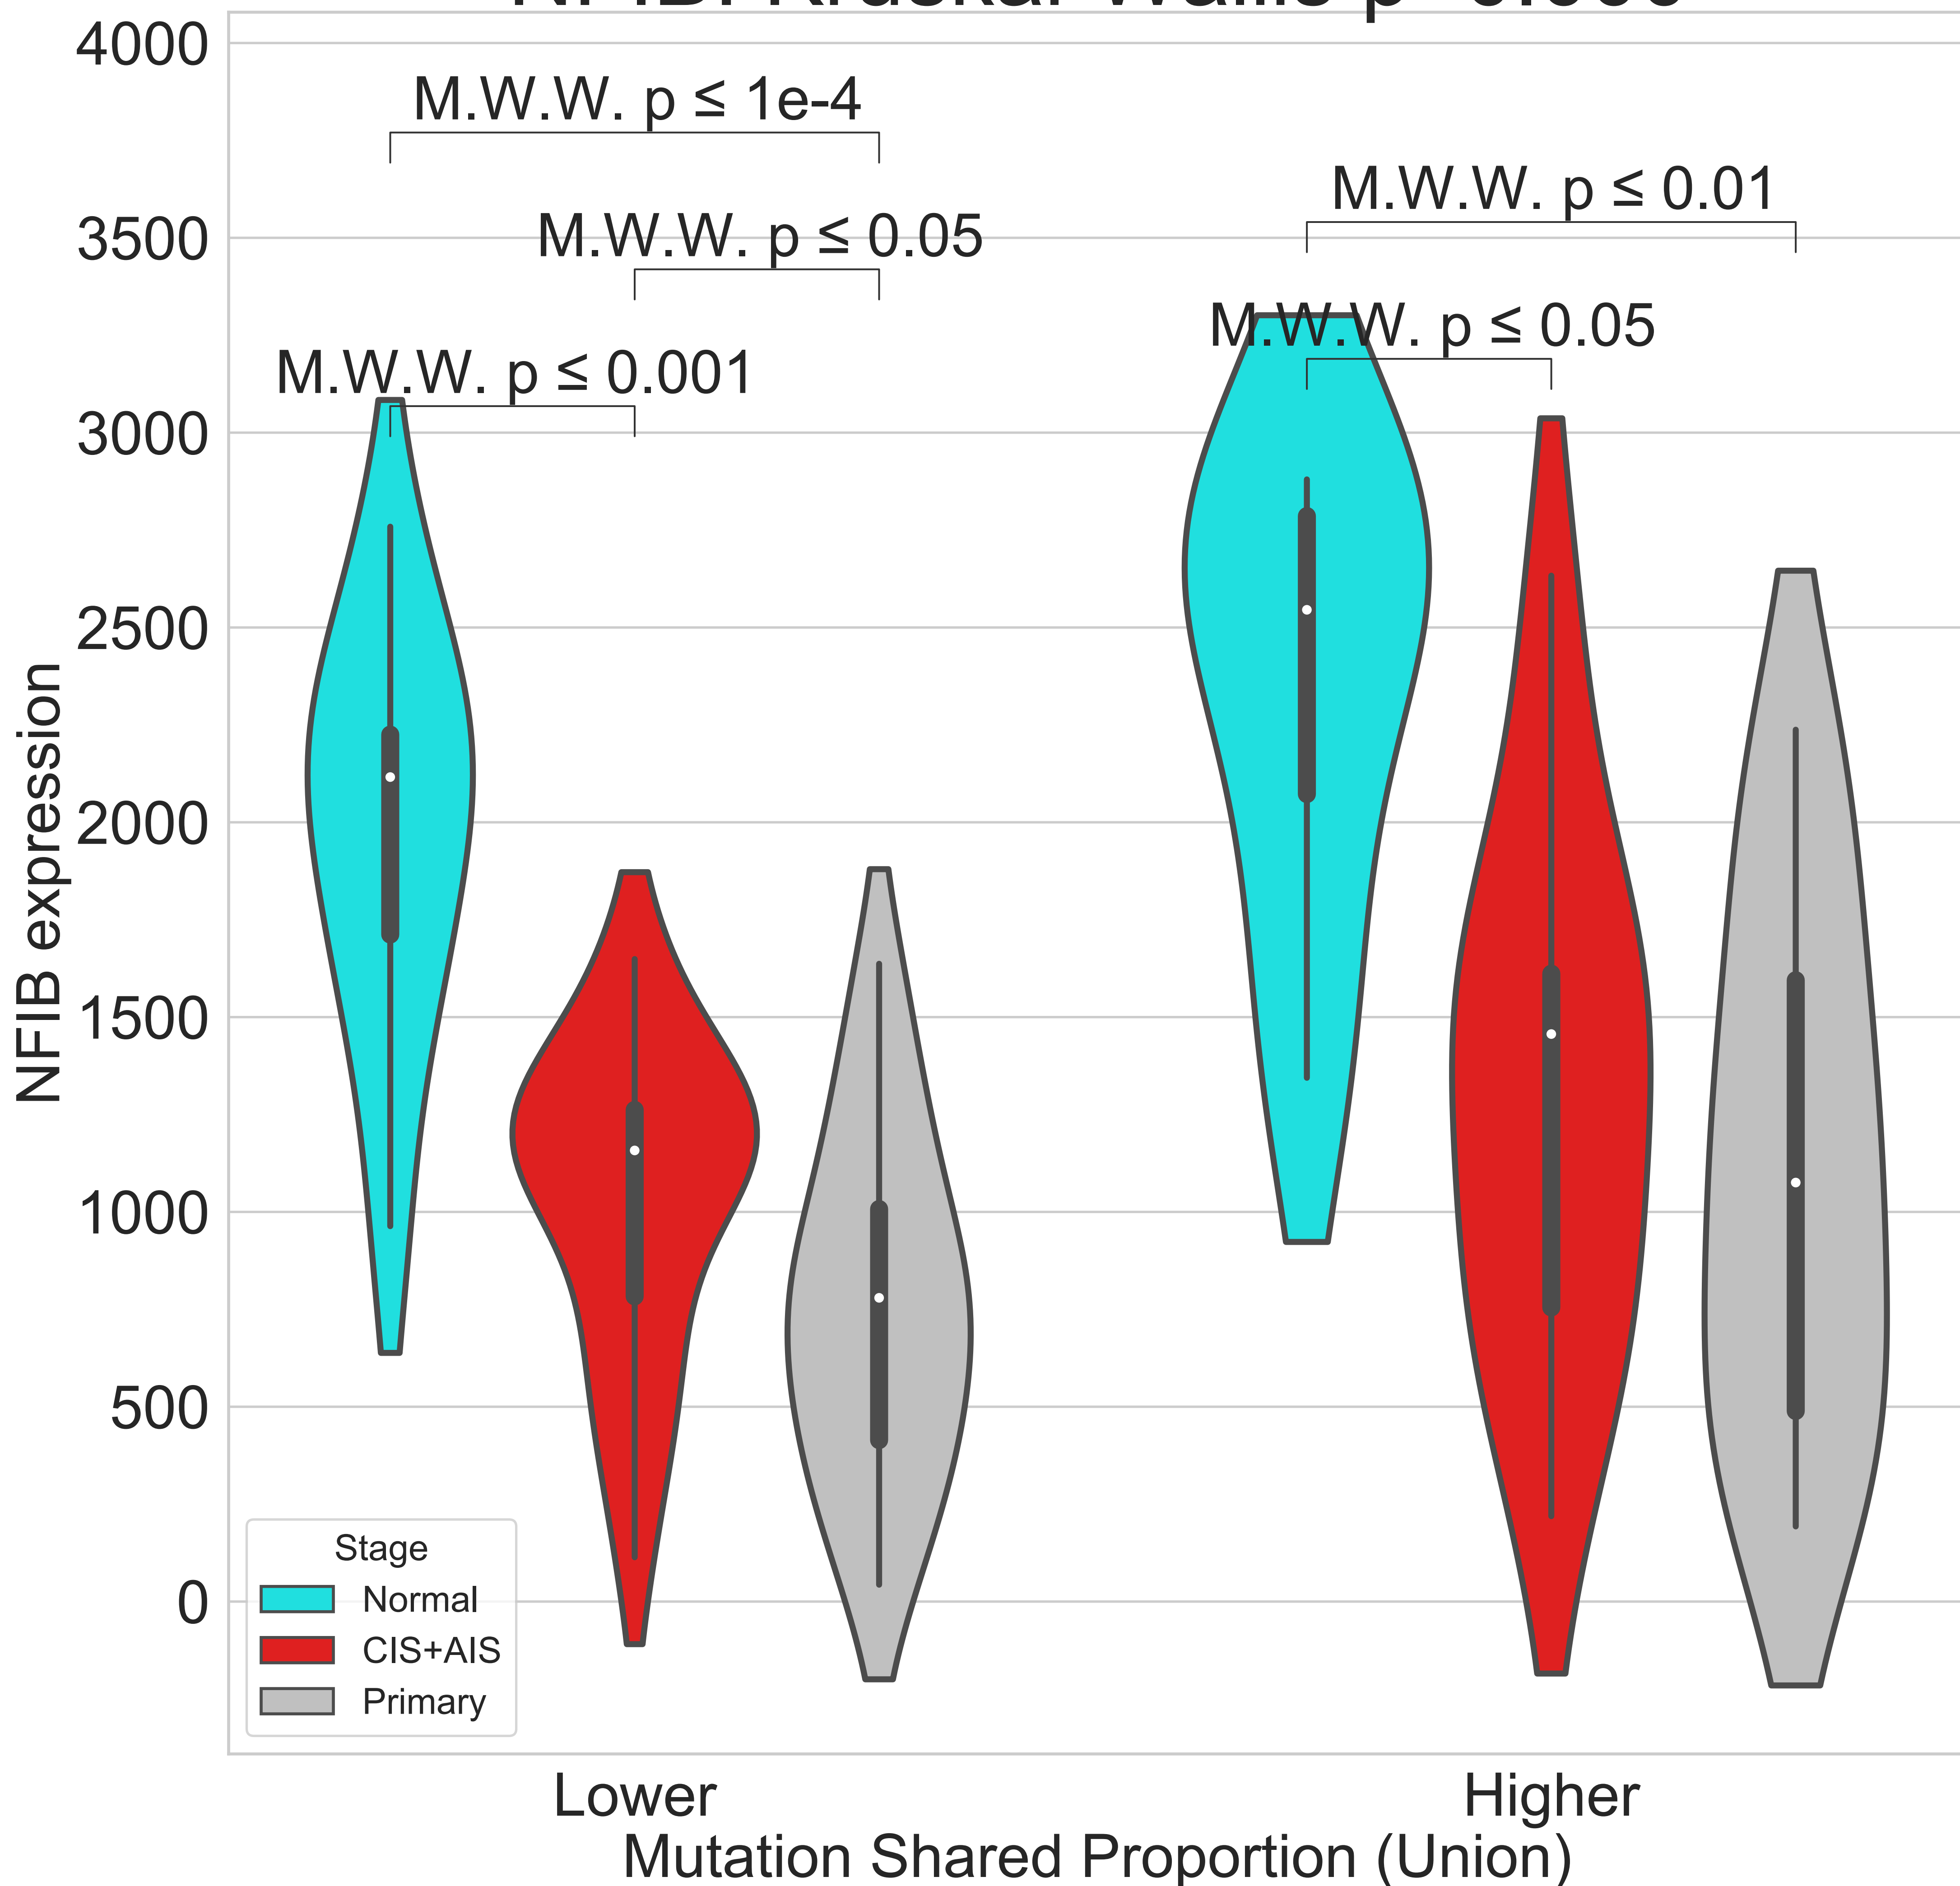 4000
3500
3000
2500
2000
1500
1000
500
0
NFIB expression
M.W.W. p ≤ 1e-4
M.W.W. p ≤ 0.05
M.W.W. p ≤ 0.001
M.W.W. p ≤ 0.01
M.W.W. p ≤ 0.05
Stage
Normal
CIS+AIS
Primary
Lower
Higher
Mutation Shared Proportion (Union)